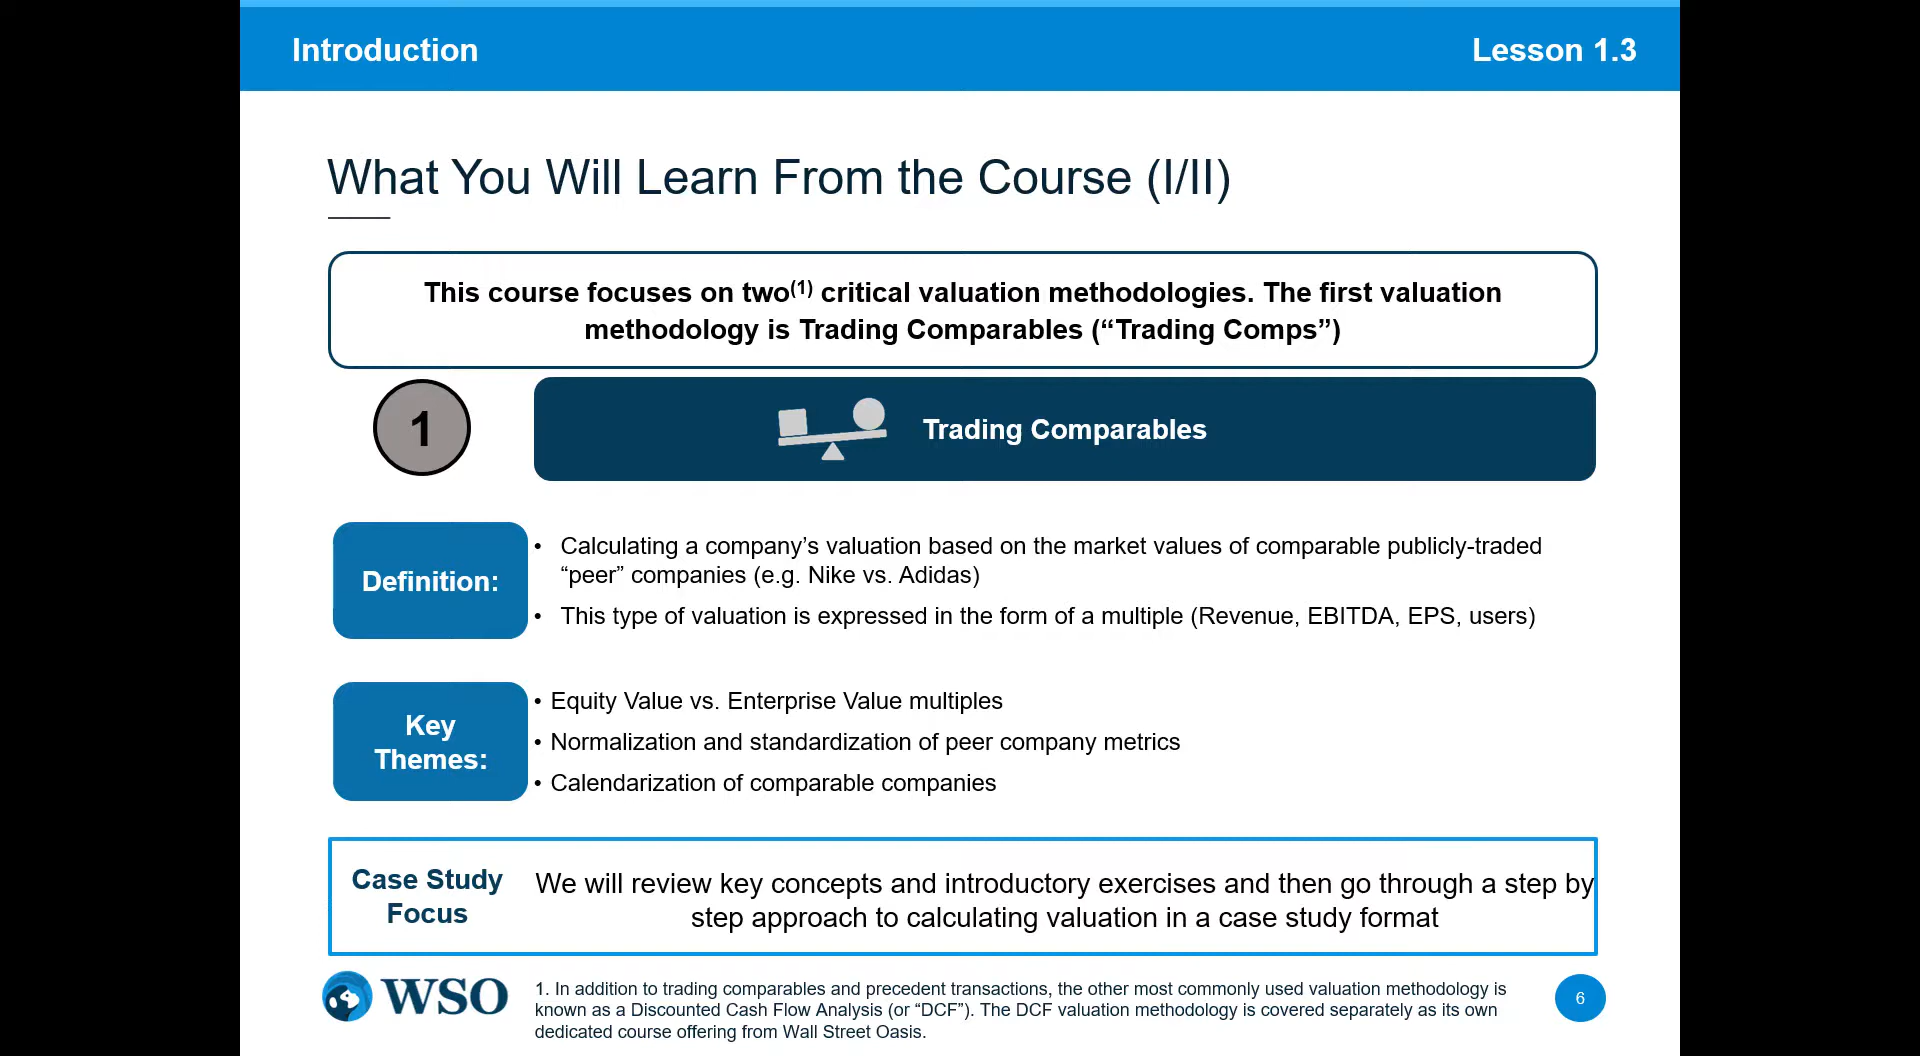 Introduction
Lesson 1.3
What You Will Learn From the Course (I/II)
This course focuses on two(1) critical valuation methodologies. The first valuation
methodology is Trading Comparables (“Trading Comps”)
1
Trading Comparables
Definition:
• Calculating a company’s valuation based on the market values of comparable publicly-traded
“peer” companies (e.g. Nike vs. Adidas)
• This type of valuation is expressed in the form of a multiple (Revenue, EBITDA, EPS, users)
Key
Themes:
• Equity Value vs. Enterprise Value multiples
• Normalization and standardization of peer company metrics
• Calendarization of comparable companies
Case Study
Focus
We will review key concepts and introductory exercises and then go through a step by
step approach to calculating valuation in a case study format
WSO
1. In addition to trading comparables and precedent transactions, the other most commonly used valuation methodology is
known as a Discounted Cash Flow Analysis (or “DCF”). The DCF valuation methodology is covered separately as its own
dedicated course offering from Wall Street Oasis.
6